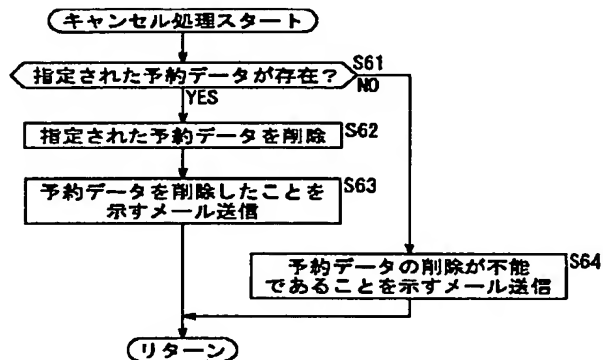 キャンセル処理スタート
S61
指定された予約データが存在?
NO
YES
指定された予約データを削除
S62
予約データを削除したことを
示すメール送信
S63
予約データの削除が不能
であることを示すメール送信
S64
リターン